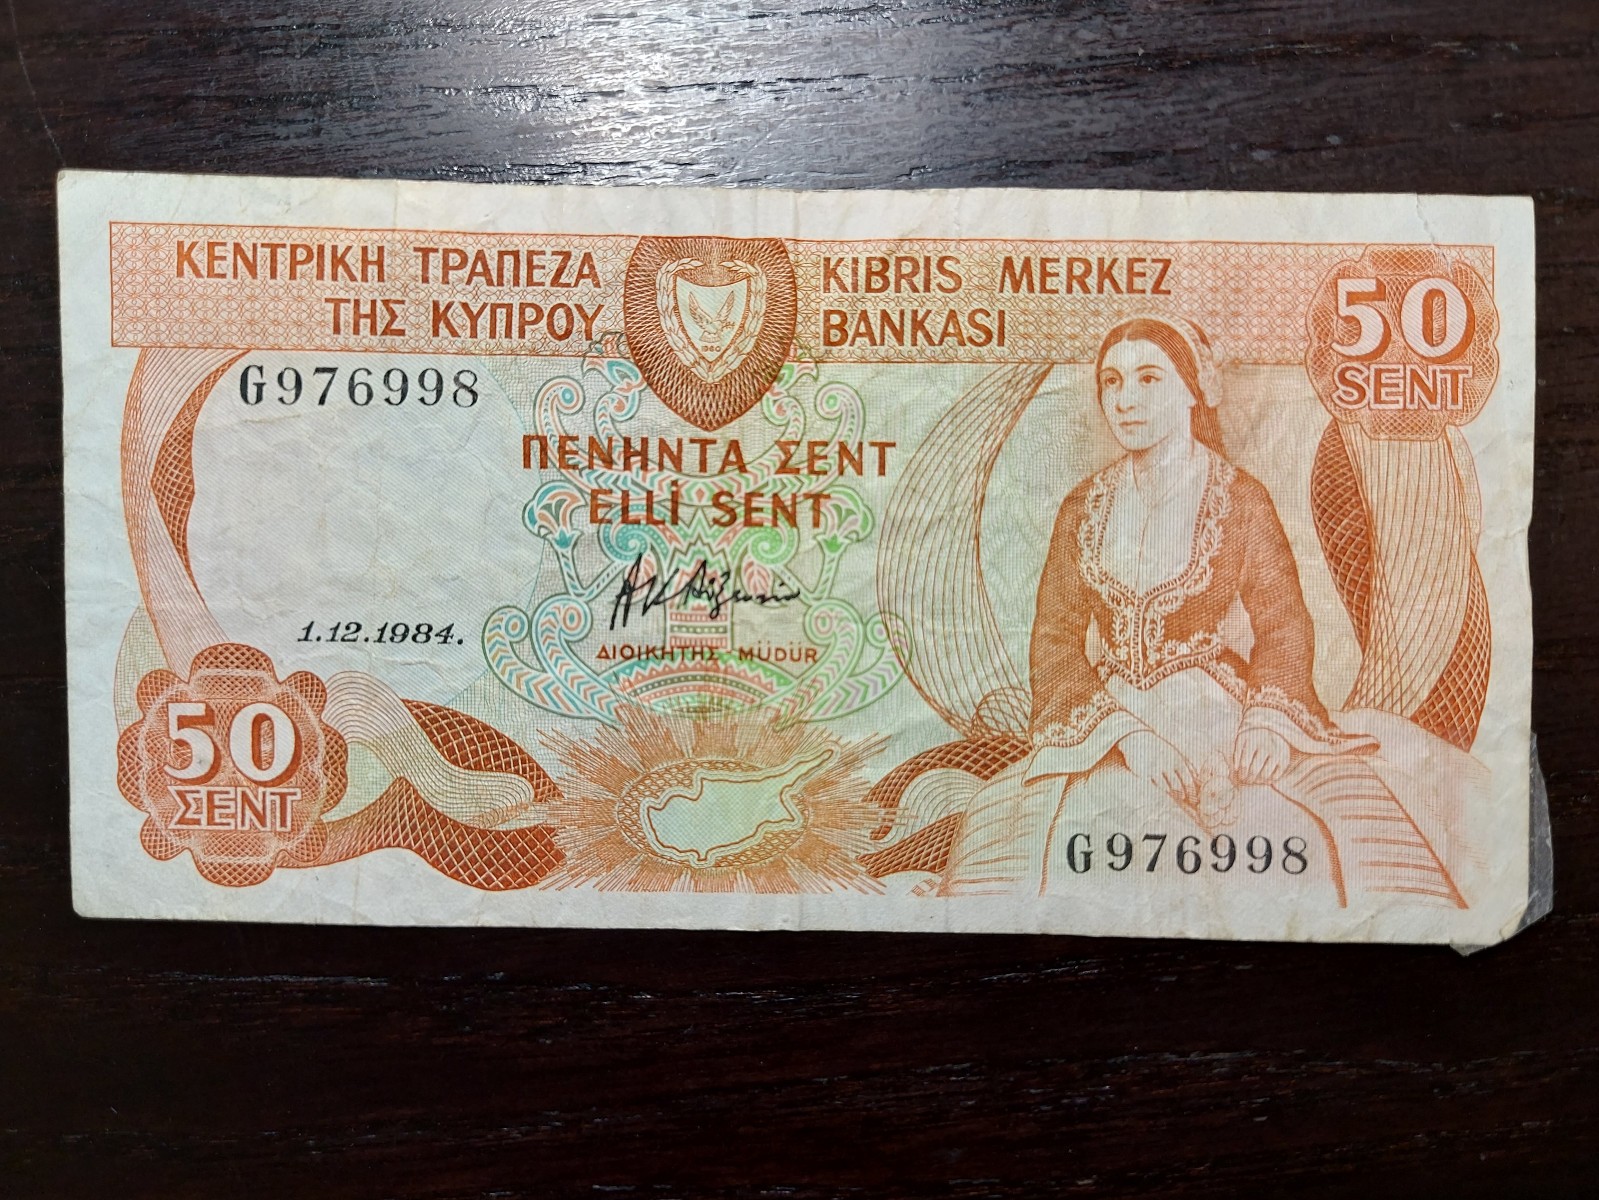 ΚΕΝΤΡΙΚΗ ΤΡΑΠΕΖΑ
ΤΗΣ ΚΥΠΡΟΥ
KIBRIS MERKEZ
BANKASI
50
SENT
G976998
1960
ΠΕΝΗΝΤΑ ΣΕΝΤ
ELLİ SENT
1.12.1984.
ΔΙΟΙΚΗΤΗΣ MÜDÜR
50
ΣΕΝΤ
G976998